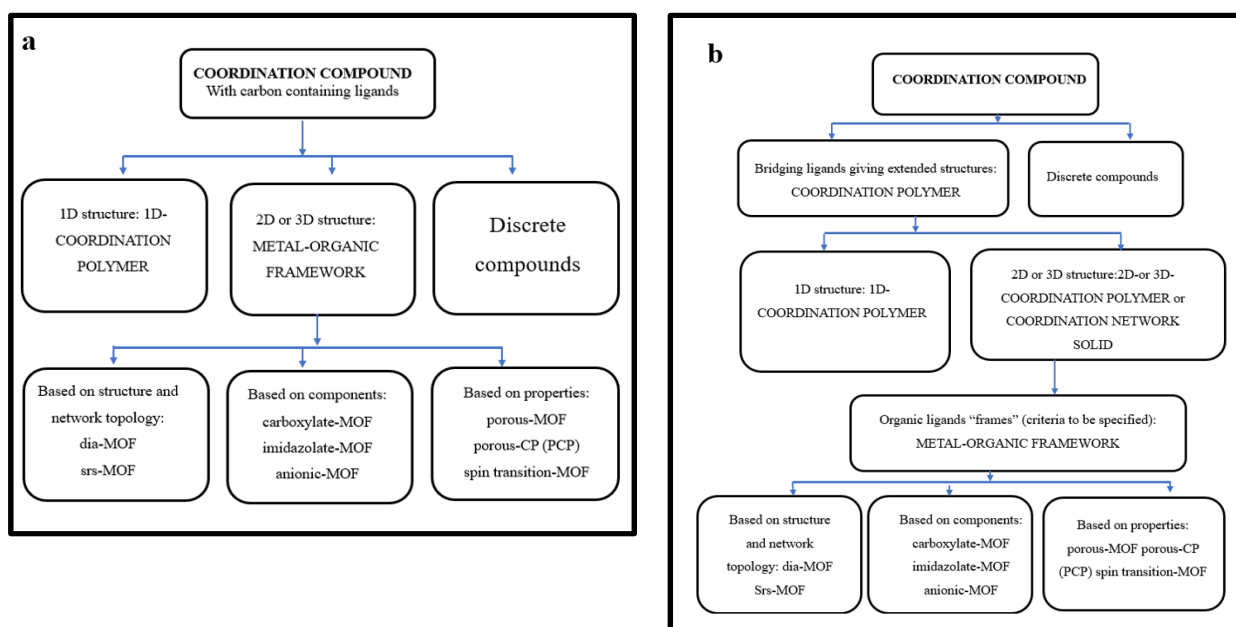 a
COORDINATION COMPOUND
With carbon containing ligands
1D structure: 1D-
COORDINATION
POLYMER
2D or 3D structure:
METAL-ORGANIC
FRAMEWORK
Discrete
compounds
Based on structure and
network topology:
dia-MOF
srs-MOF
Based on components:
carboxylate-MOF
imidazolate-MOF
anionic-MOF
Based on properties:
porous-MOF
porous-CP (PCP)
spin transition-MOF
b
COORDINATION COMPOUND
Bridging ligands giving extended structures:
COORDINATION POLYMER
Discrete compounds
1D structure: 1D-
COORDINATION POLYMER
2D or 3D structure:2D-or 3D-
COORDINATION POLYMER or
COORDINATION NETWORK
SOLID
Organic ligands “frames” (criteria to be specified):
METAL-ORGANIC FRAMEWORK
Based on structure
and network
topology: dia-MOF
Srs-MOF
Based on components:
carboxylate-MOF
imidazolate-MOF
anionic-MOF
Based on properties:
porous-MOF porous-CP
(PCP) spin transition-MOF